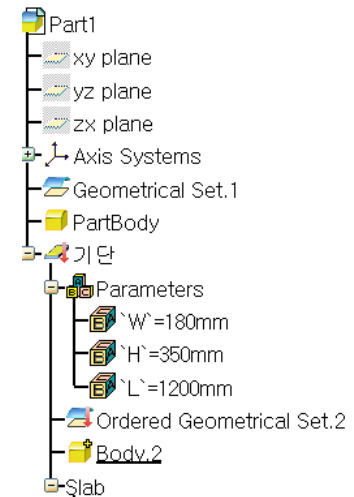 Part1
xy plane
yz plane
zx plane
Axis Systems
Geometrical Set.1
PartBody
기단
Parameters
`W`=180mm
`H`=350mm
`L`=1200mm
Ordered Geometrical Set.2
Body.2
Slab